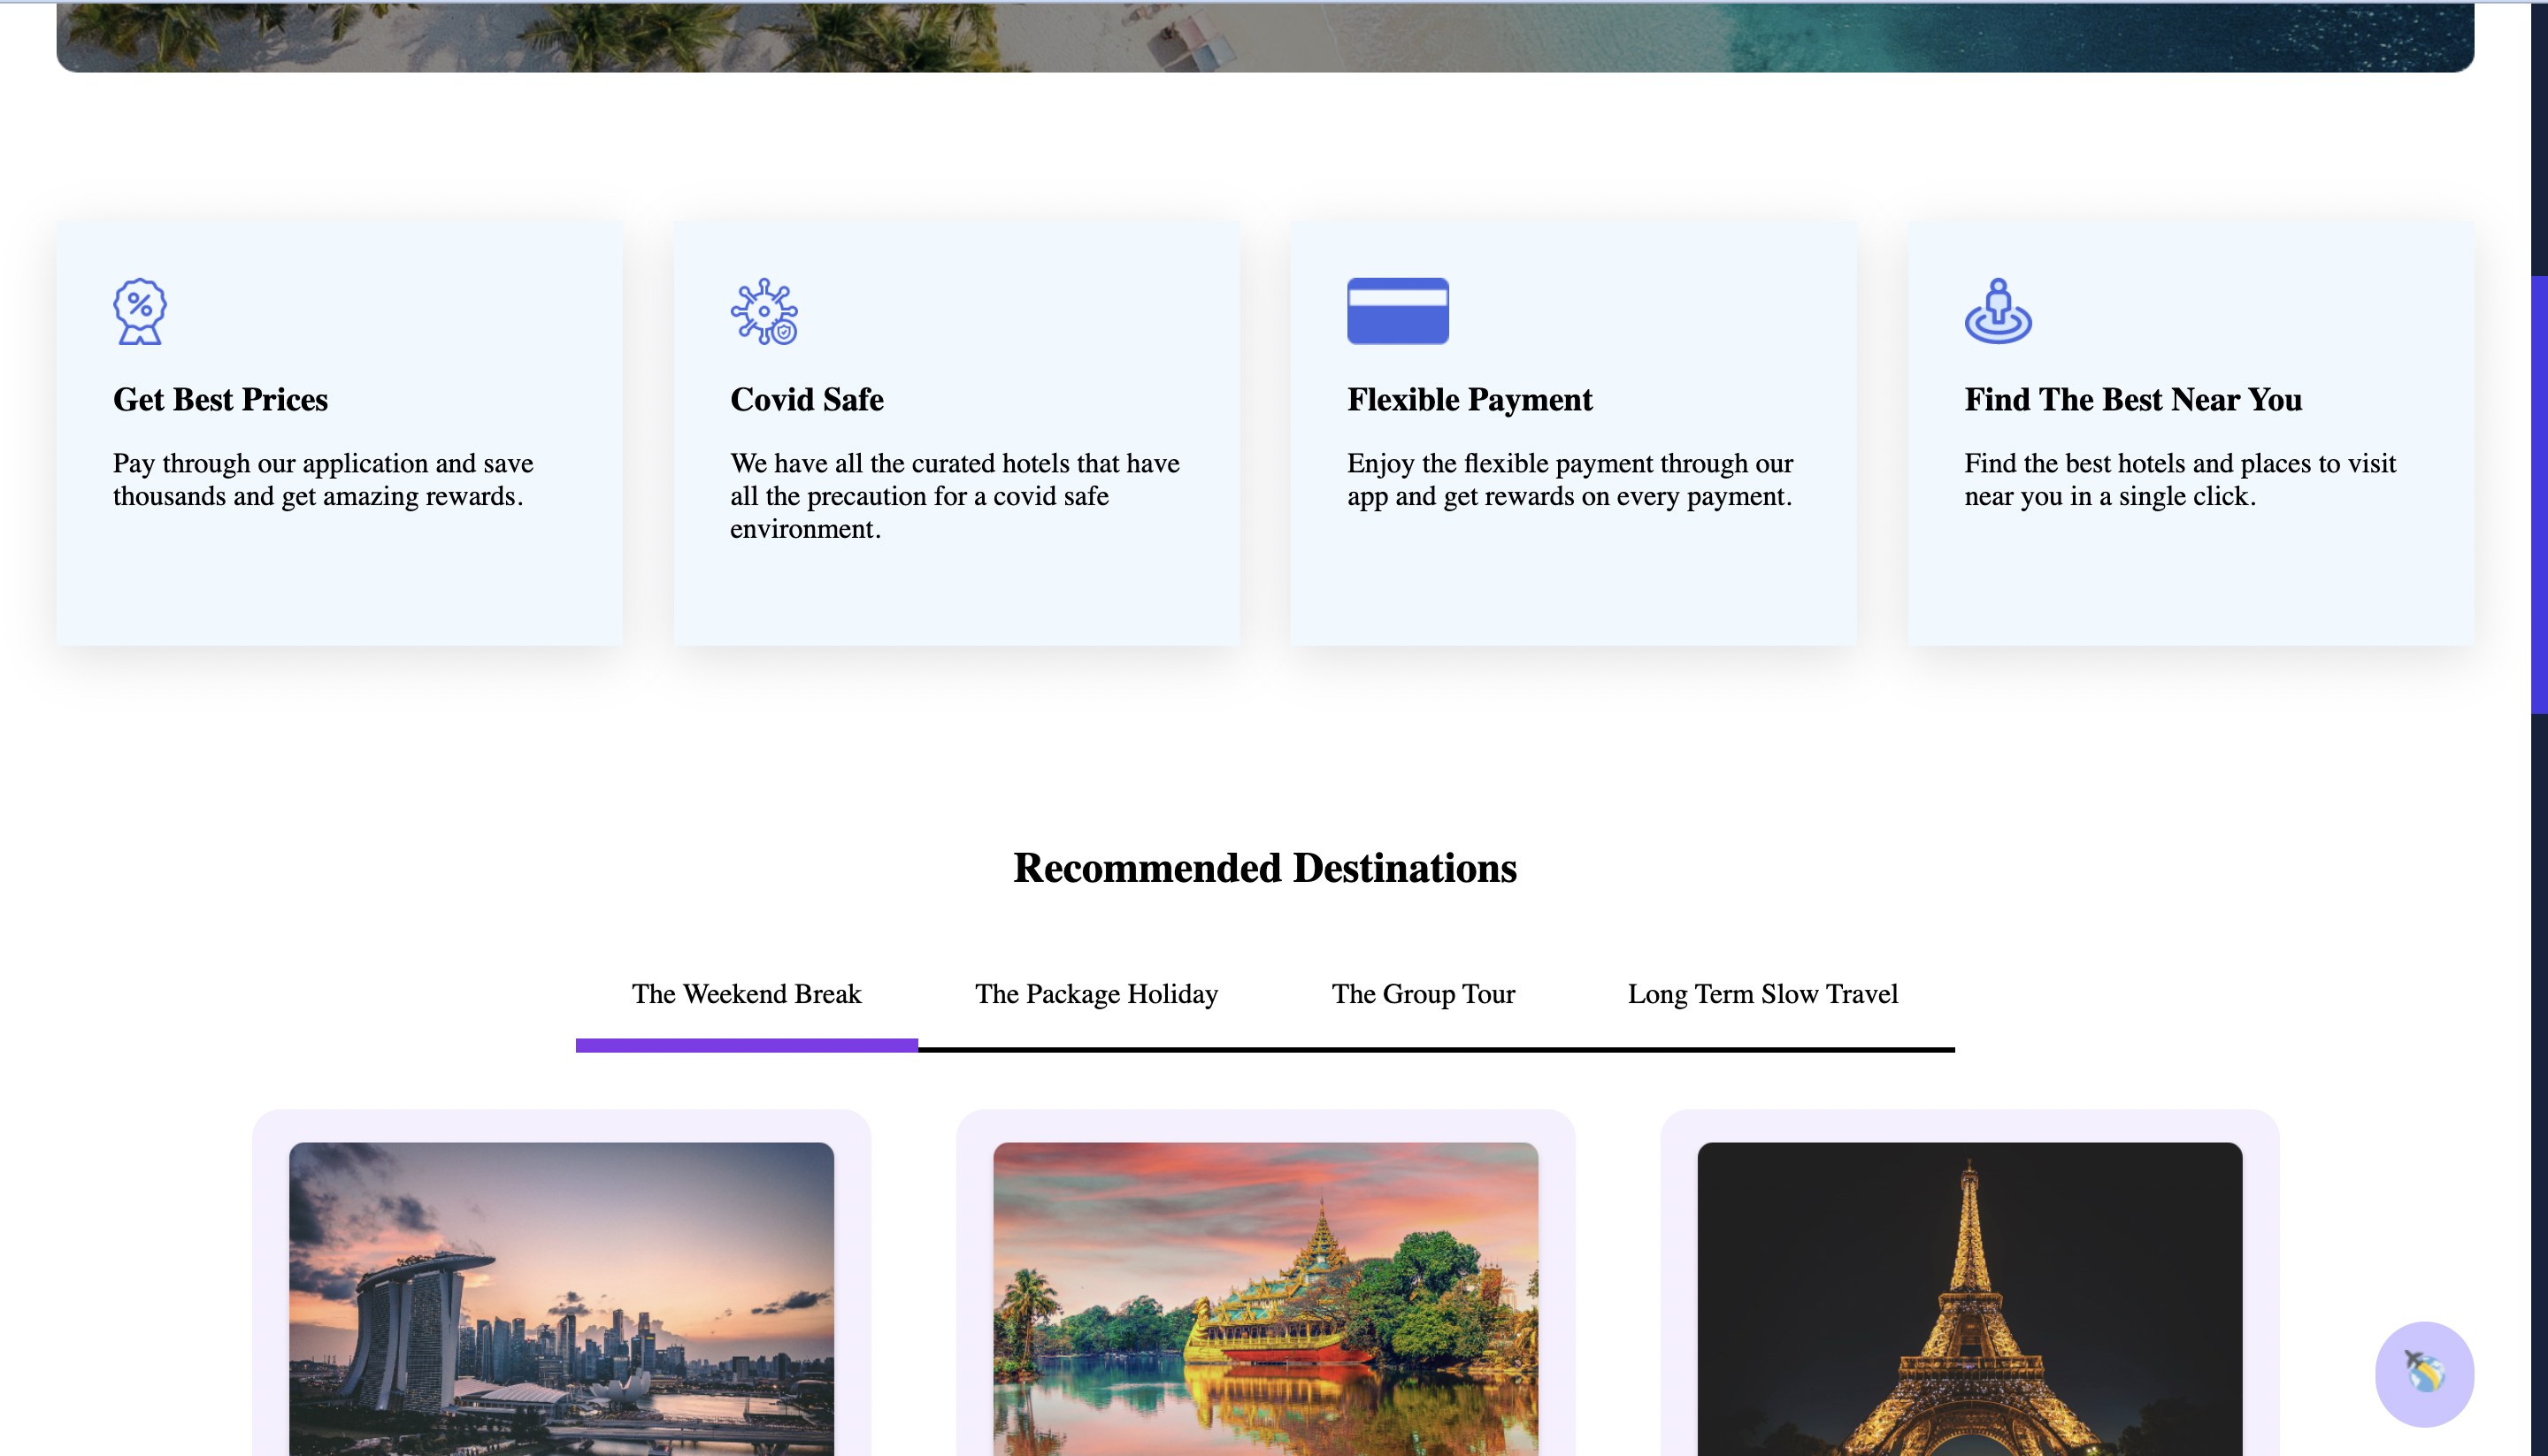 Get Best Prices
Pay through our application and save
thousands and get amazing rewards.
Covid Safe
We have all the curated hotels that have
all the precaution for a covid safe
environment.
Flexible Payment
Enjoy the flexible payment through our
app and get rewards on every payment.
Find The Best Near You
Find the best hotels and places to visit
near you in a single click.
Recommended Destinations
The Weekend Break
The Package Holiday
The Group Tour
Long Term Slow Travel